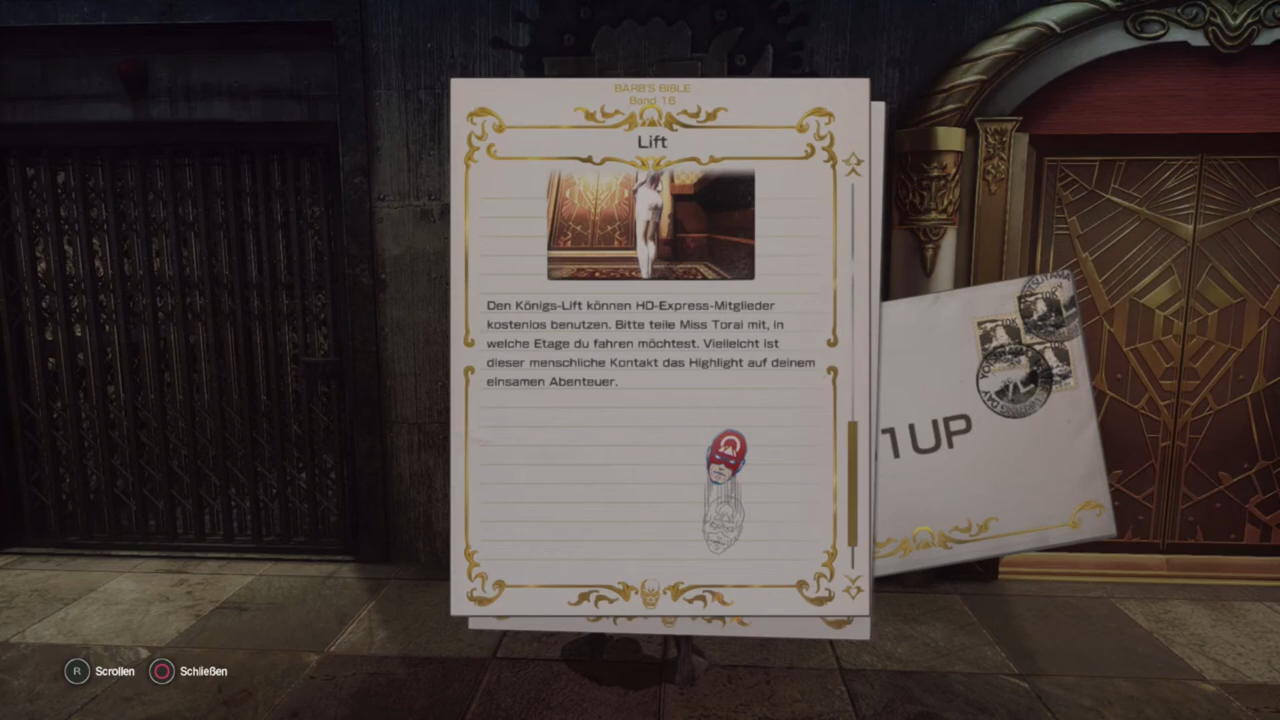 BARB'S BIBLE
Band 16
Lift
Den Königs-Lift können HD-Express-Mitglieder
kostenlos benutzen. Bitte teile Miss Torai mit, in
welche Etage du fahren möchtest. Vielleicht ist
dieser menschliche Kontakt das Highlight auf deinem
einsamen Abenteuer.
1UP
R Scrollen Schließen